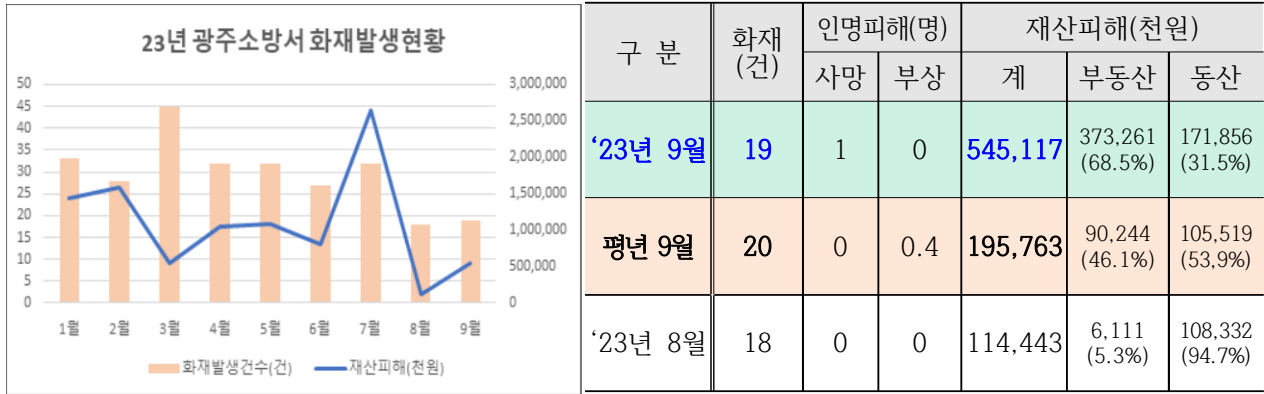 23년 광주소방서 화재발생현황
50
45
40
35
30
25
20
15
10
5
0
3,000,000
2,500,000
2,000,000
1,500,000
1,000,000
500,000
0
1월 2월 3월 4월 5월 6월 7월 8월 9월
화재발생건수(건) 재산피해(천원)
구 분 화재(건) 인명피해(명) 재산피해(천원)
사망 부상 계 부동산 동산
‘23년 9월 19 1 0 545,117 373,261 (68.5%) 171,856 (31.5%)
평년 9월 20 0 0.4 195,763 90,244 (46.1%) 105,519 (53,9%)
‘23년 8월 18 0 0 114,443 6,111 (5.3%) 108,332 (94.7%)